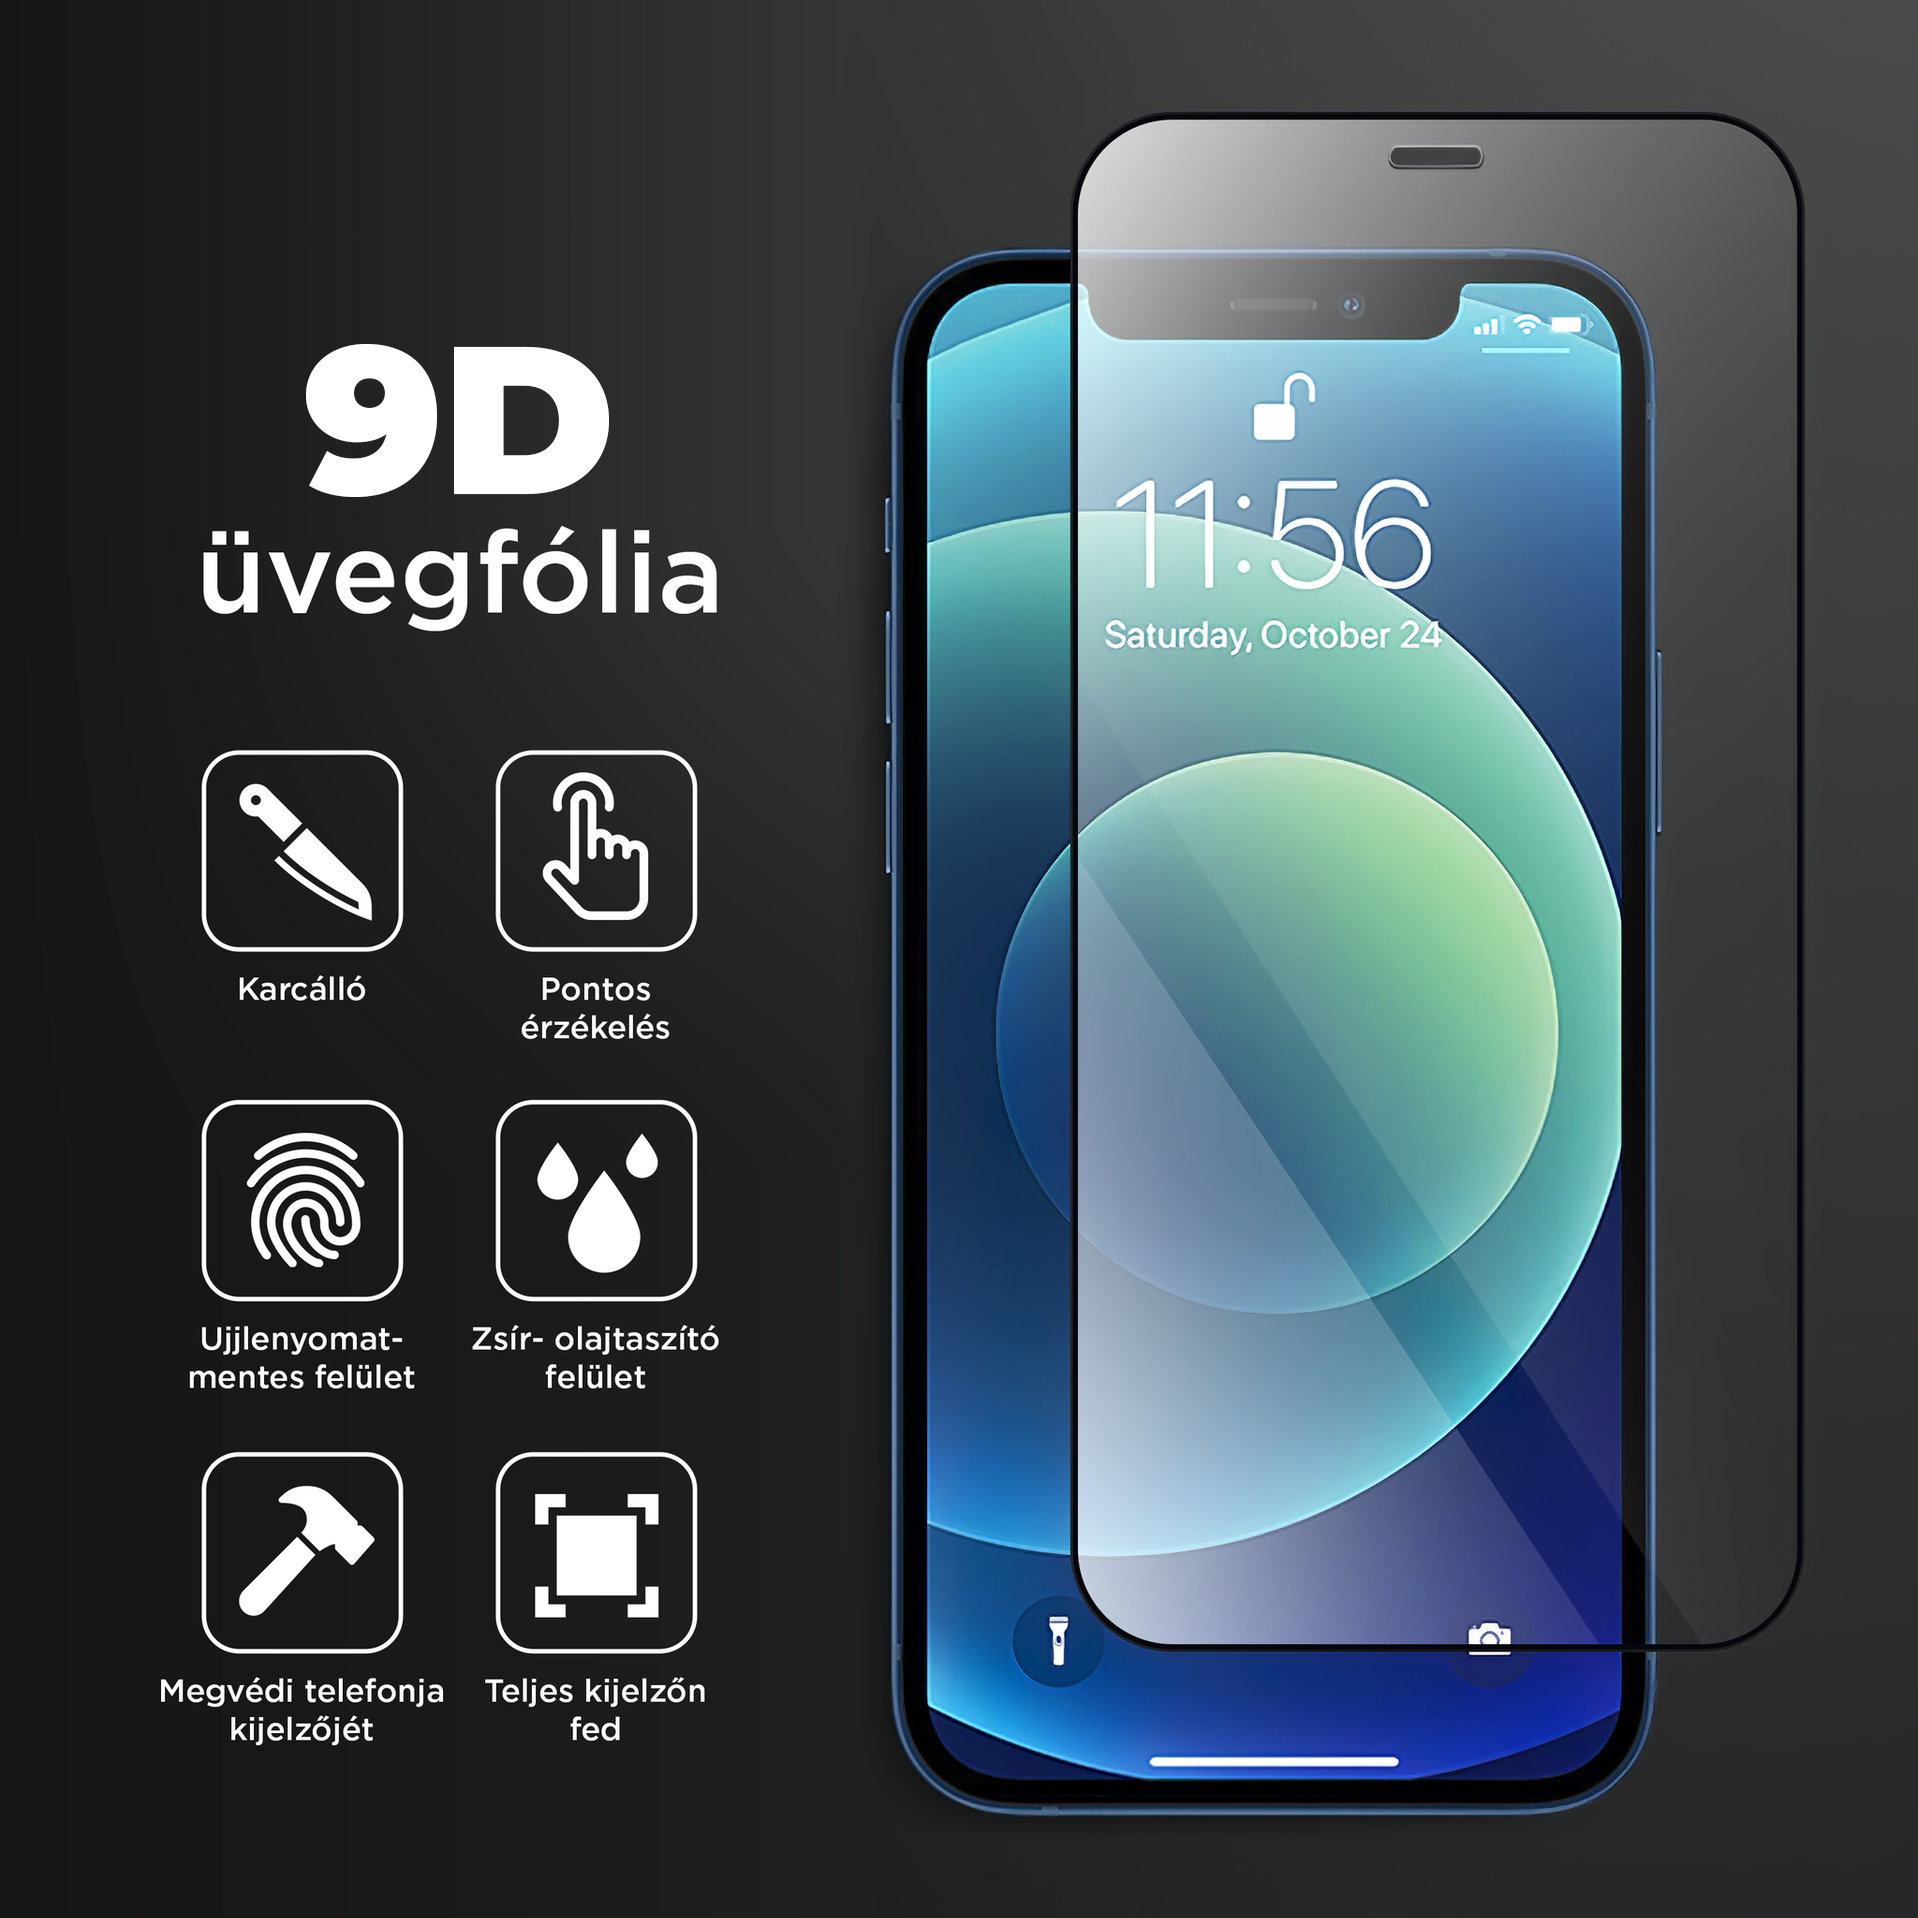 9D
üvegfólia
Karcálló
Pontos
érzékelés
Ujjlenyomat-
mentes felület
Zsír- olajtaszító
felület
Megvédi telefonja
kijelzőjét
Teljes kijelzőn
fed
11:56
Saturday, October 24